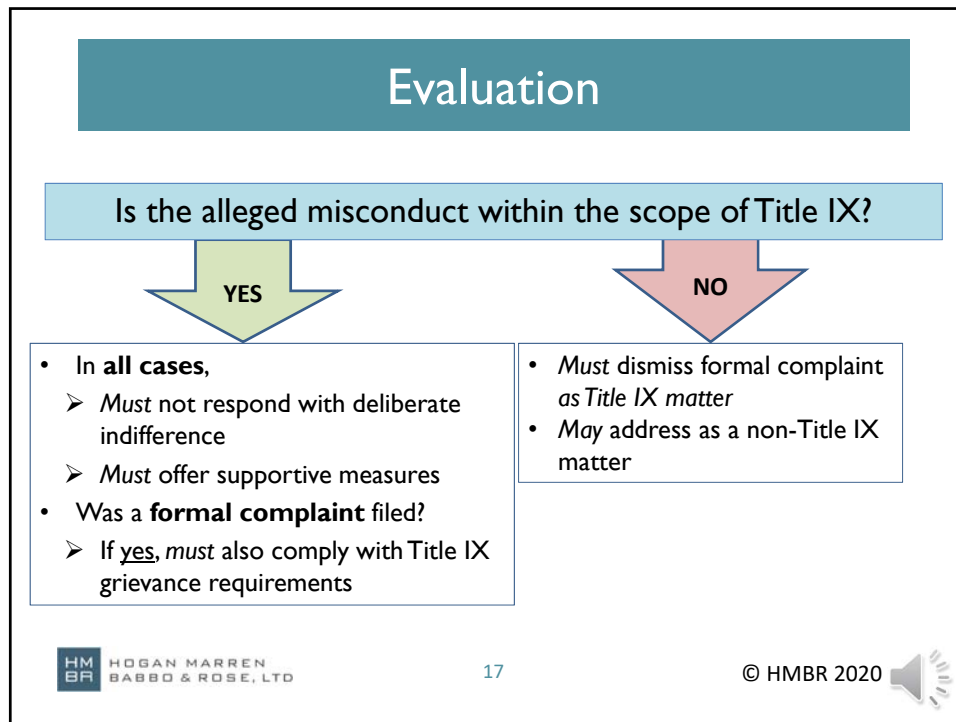 Evaluation
Is the alleged misconduct within the scope of Title IX?
YES
• In all cases,
➢ Must not respond with deliberate
indifference
➢ Must offer supportive measures
• Was a formal complaint filed?
➢ If yes, must also comply with Title IX
grievance requirements
NO
• Must dismiss formal complaint
as Title IX matter
• May address as a non-Title IX
matter
HM
BR
HOGAN MARREN
BABBO & ROSE, LTD
17
© HMBR 2020